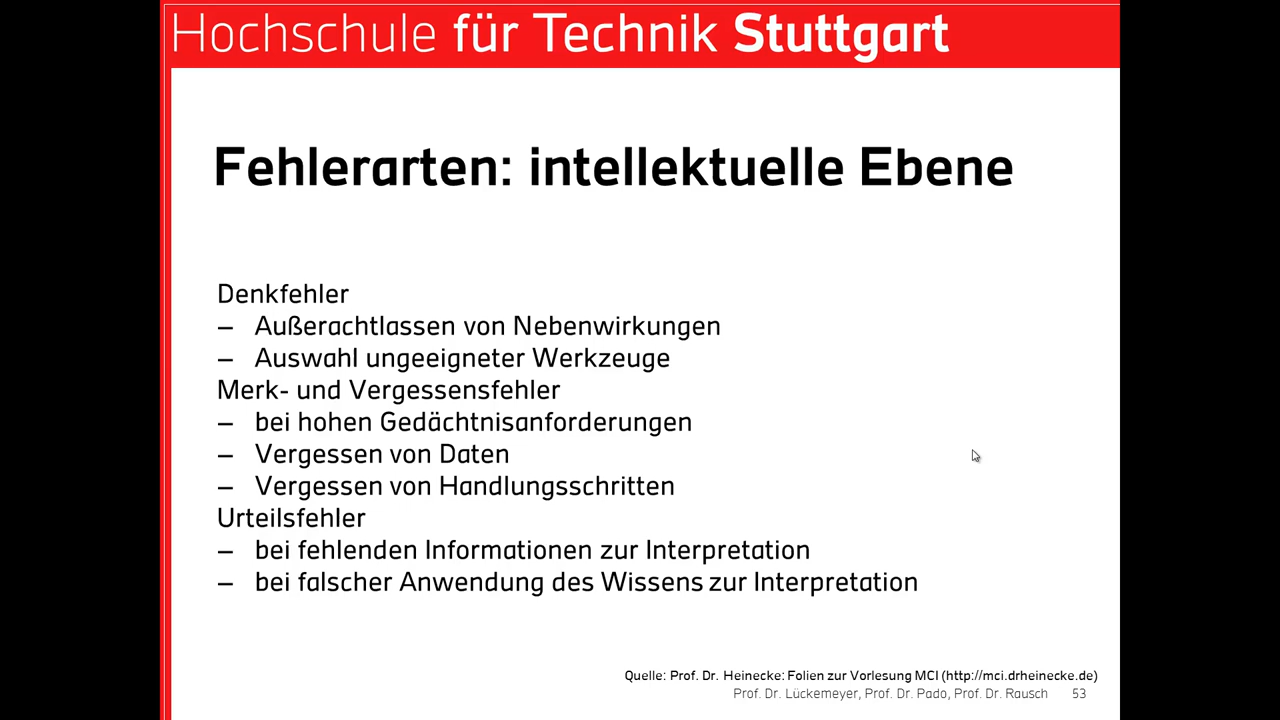 Hochschule für Technik Stuttgart
Fehlerarten: intellektuelle Ebene
Denkfehler
– Außerachtlassen von Nebenwirkungen
– Auswahl ungeeigneter Werkzeuge
Merk- und Vergessensfehler
– bei hohen Gedächtnisanforderungen
– Vergessen von Daten
– Vergessen von Handlungsschritten
Urteilsfehler
– bei fehlenden Informationen zur Interpretation
– bei falscher Anwendung des Wissens zur Interpretation
Quelle: Prof. Dr. Heinecke: Folien zur Vorlesung MCI (http://mci.drheinecke.de)
Prof. Dr. Lückemeyer, Prof. Dr. Pado, Prof. Dr. Rausch 53